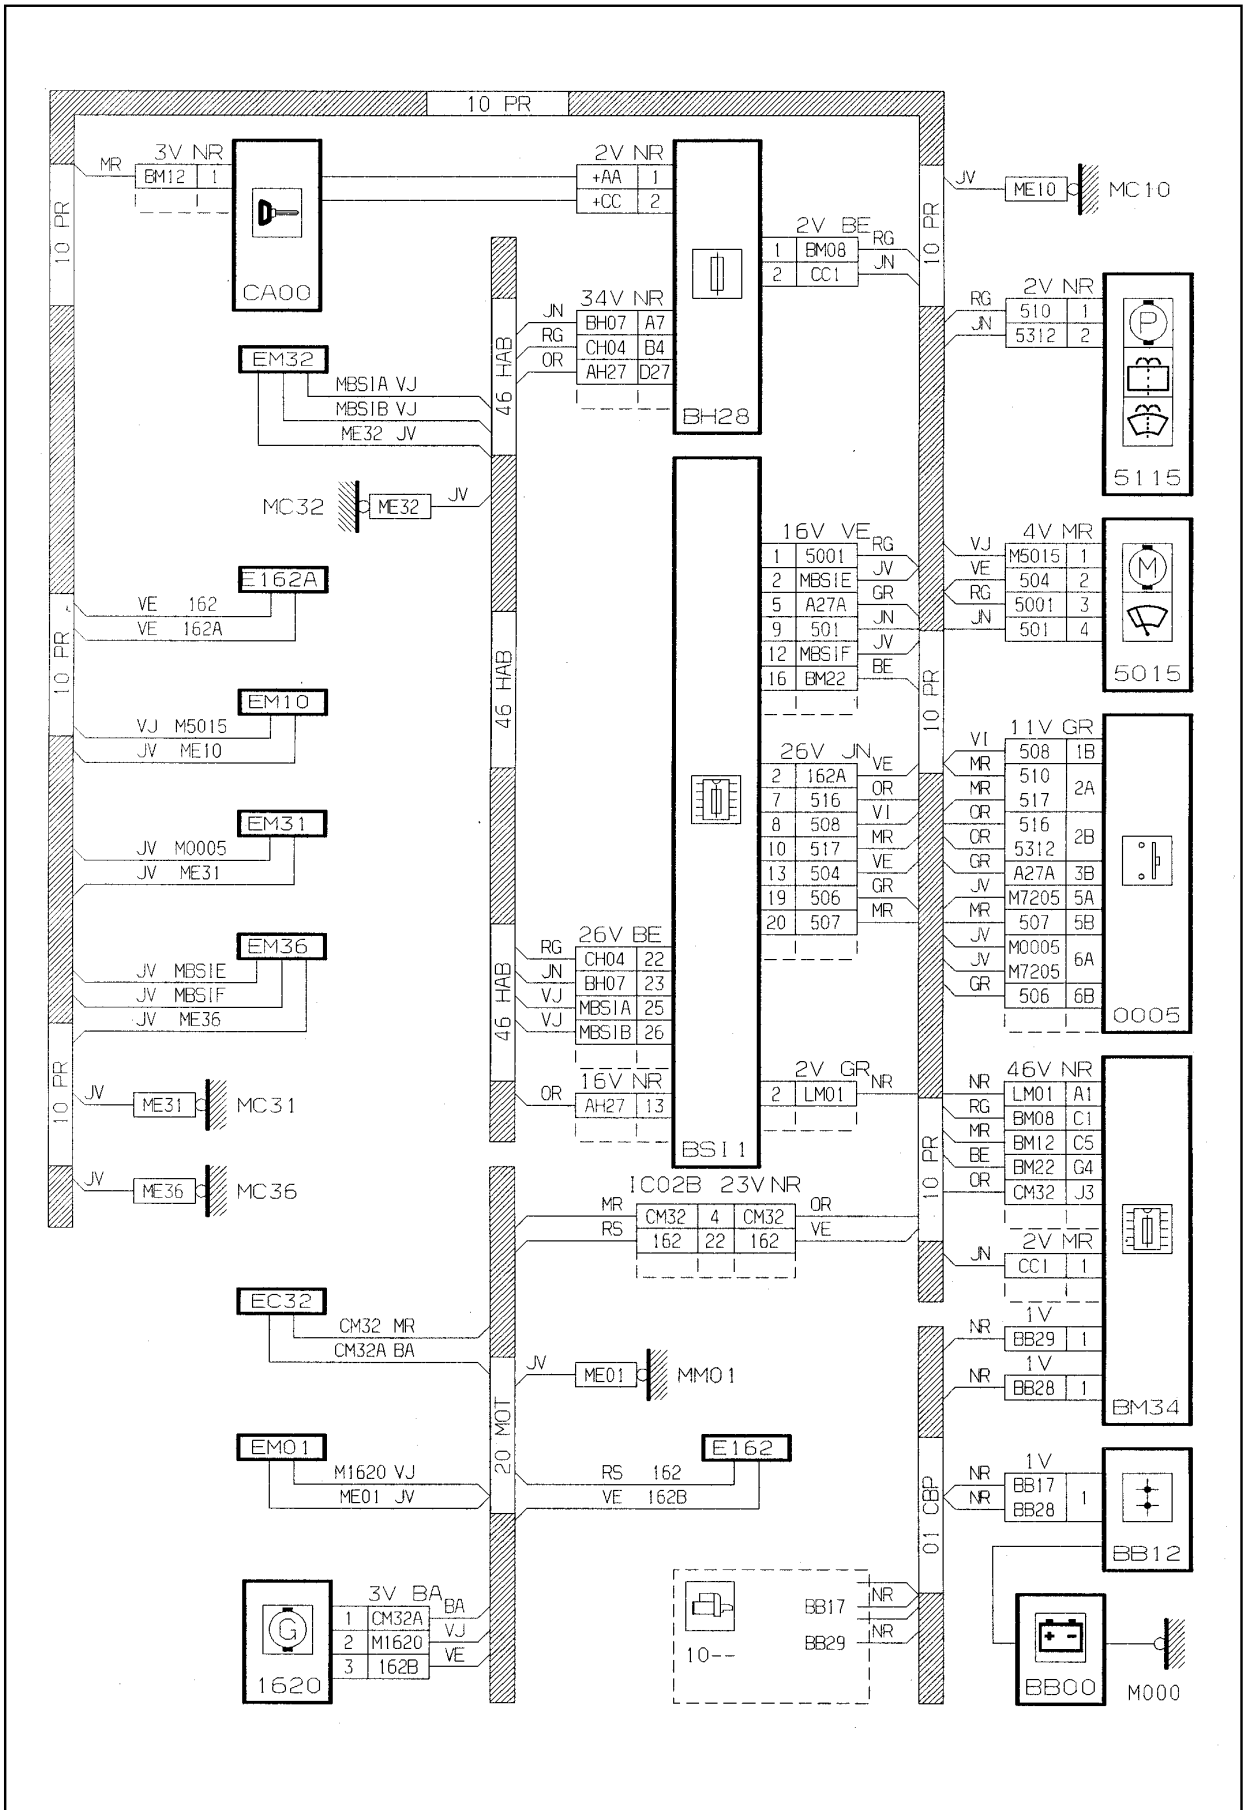 10 PR
MR
3V NR
BM12 1
CA00
2V NR
+AA 1
+CC 2
BH28
34V NR
JN BH07 A7
RG CH04 B4
OR AH27 D27
2V BE
1 BM08 RG
2 CC1 JN
JV ME10 MC10
10 PR
10 PR
46 HAB
2V NR
RG 510 1
JN 5312 2
P
5115
EM32
MBSIA VJ
MBSIB VJ
ME32 JV
MC32 ME32 JV
16V VE
1 5001 RG
2 MBSIE JV
5 A27A GR
9 501 JN
12 MBSIF JV
16 BM22 BE
4V MR
VJ M5015 1
VE 504 2
RG 5001 3
JN 501 4
M
5015
E162A
VE 162
VE 162A
10 PR
46 HAB
10 PR
EM10
VJ M5015
JV ME10
26V JN
2 162A VE
7 516 OR
8 508 VI
10 517 MR
13 504 VE
19 506 GR
20 507 MR
11V GR
VI 508 1B
MR 510
2A
MR 517
OR 516
2B
OR 5312
GR A27A 3B
JV M7205 5A
MR 507 5B
JV M0005
6A
JV M7205
GR 506 6B
0005
EM31
JV M0005
JV ME31
EM36
JV MBSIE
JV MBSIF
JV ME36
46 HAB
26V BE
RG CH04 22
JN BH07 23
VJ MBSIA 25
VJ MBSIB 26
16V NR
OR AH27 13
BSI1
2V GR
2 LM01 NR
10 PR
JV ME31 MC31
JV ME36 MC36
10 PR
46V NR
NR LM01 A1
RG BM08 C1
MR BM12 C5
BE BM22 G4
OR CM32 J3
2V MR
JN CC1 1
1V
NR BB29 1
1V
NR BB28 1
BM34
IC02B 23V NR
MR CM32 4 CM32 OR
RS 162 22 162 VE
EC32
CM32 MR
CM32A BA
JV ME01 MM01
20 MOT
EM01
M1620 VJ
ME01 JV
E162
RS 162
VE 162B
01 CBP
1V
NR BB17
1
NR BB28
BB12
3V BA
1 CM32A BA
2 M1620 VJ
3 162B VE
G
1620
10--
BB17 NR
BB29 NR
+ -
BB00
M000